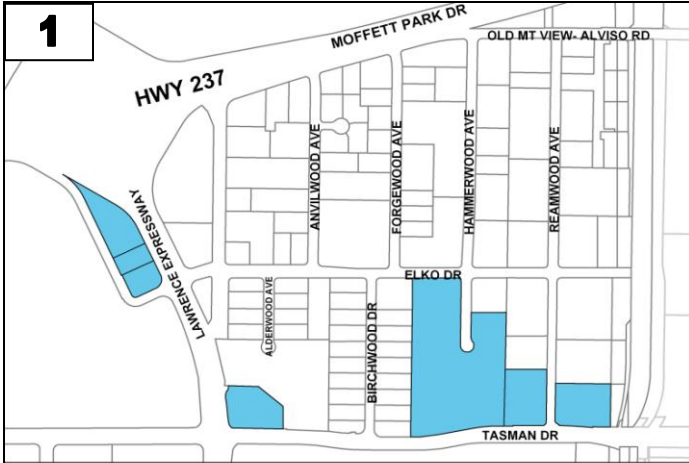 1
MOFFETT PARK DR
OLD MT VIEW- ALVISO RD
HWY 237
ANVILWOOD AVE
FORGEWOOD AVE
HAMMERWOOD AVE
REAMWOOD AVE
LAWRENCE EXPRESSWAY
ELKO DR
ALDERWOOD AVE
BIRCHWOOD DR
TASMAN DR